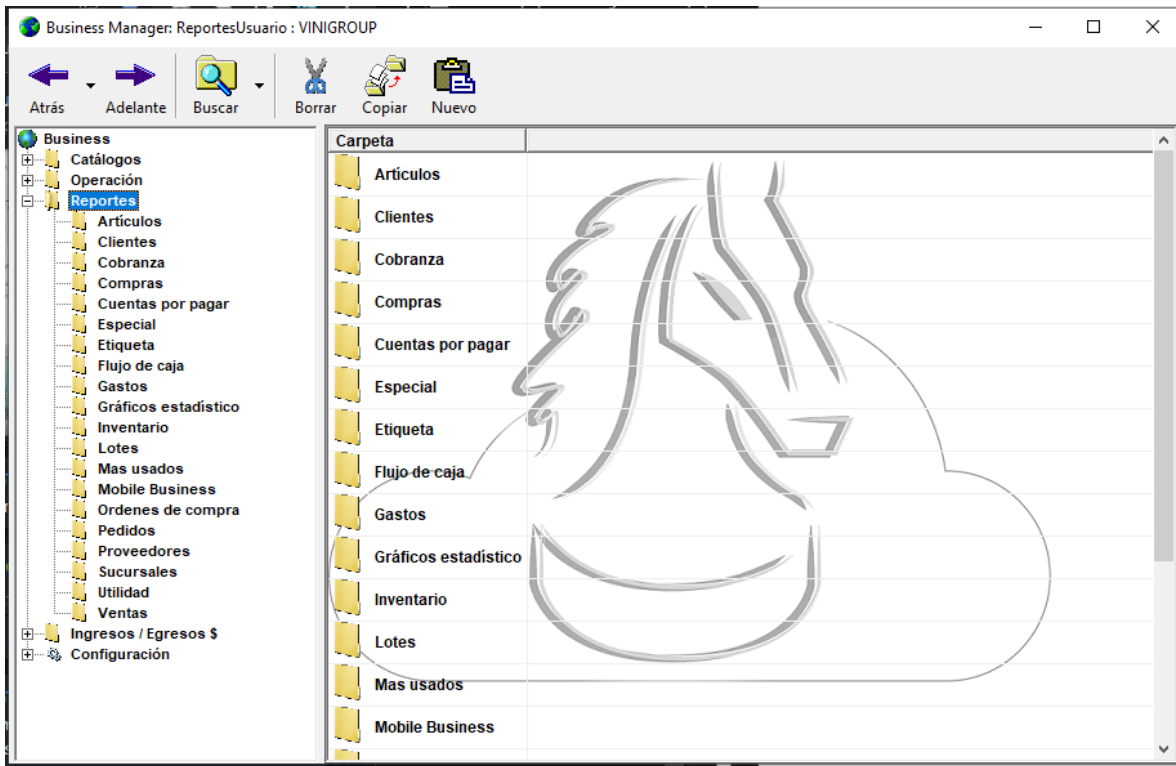 Business Manager: ReportesUsuario : VINIGROUP
Atrás Adelante Buscar Borrar Copiar Nuevo
Business
Catálogos
Operación
Reportes
Artículos
Clientes
Cobranza
Compras
Cuentas por pagar
Especial
Etiqueta
Flujo de caja
Gastos
Gráficos estadístico
Inventario
Lotes
Mas usados
Mobile Business
Ordenes de compra
Pedidos
Proveedores
Sucursales
Utilidad
Ventas
Ingresos / Egresos $
Configuración
Carpeta
Artículos
Clientes
Cobranza
Compras
Cuentas por pagar
Especial
Etiqueta
Flujo de caja
Gastos
Gráficos estadístico
Inventario
Lotes
Mas usados
Mobile Business